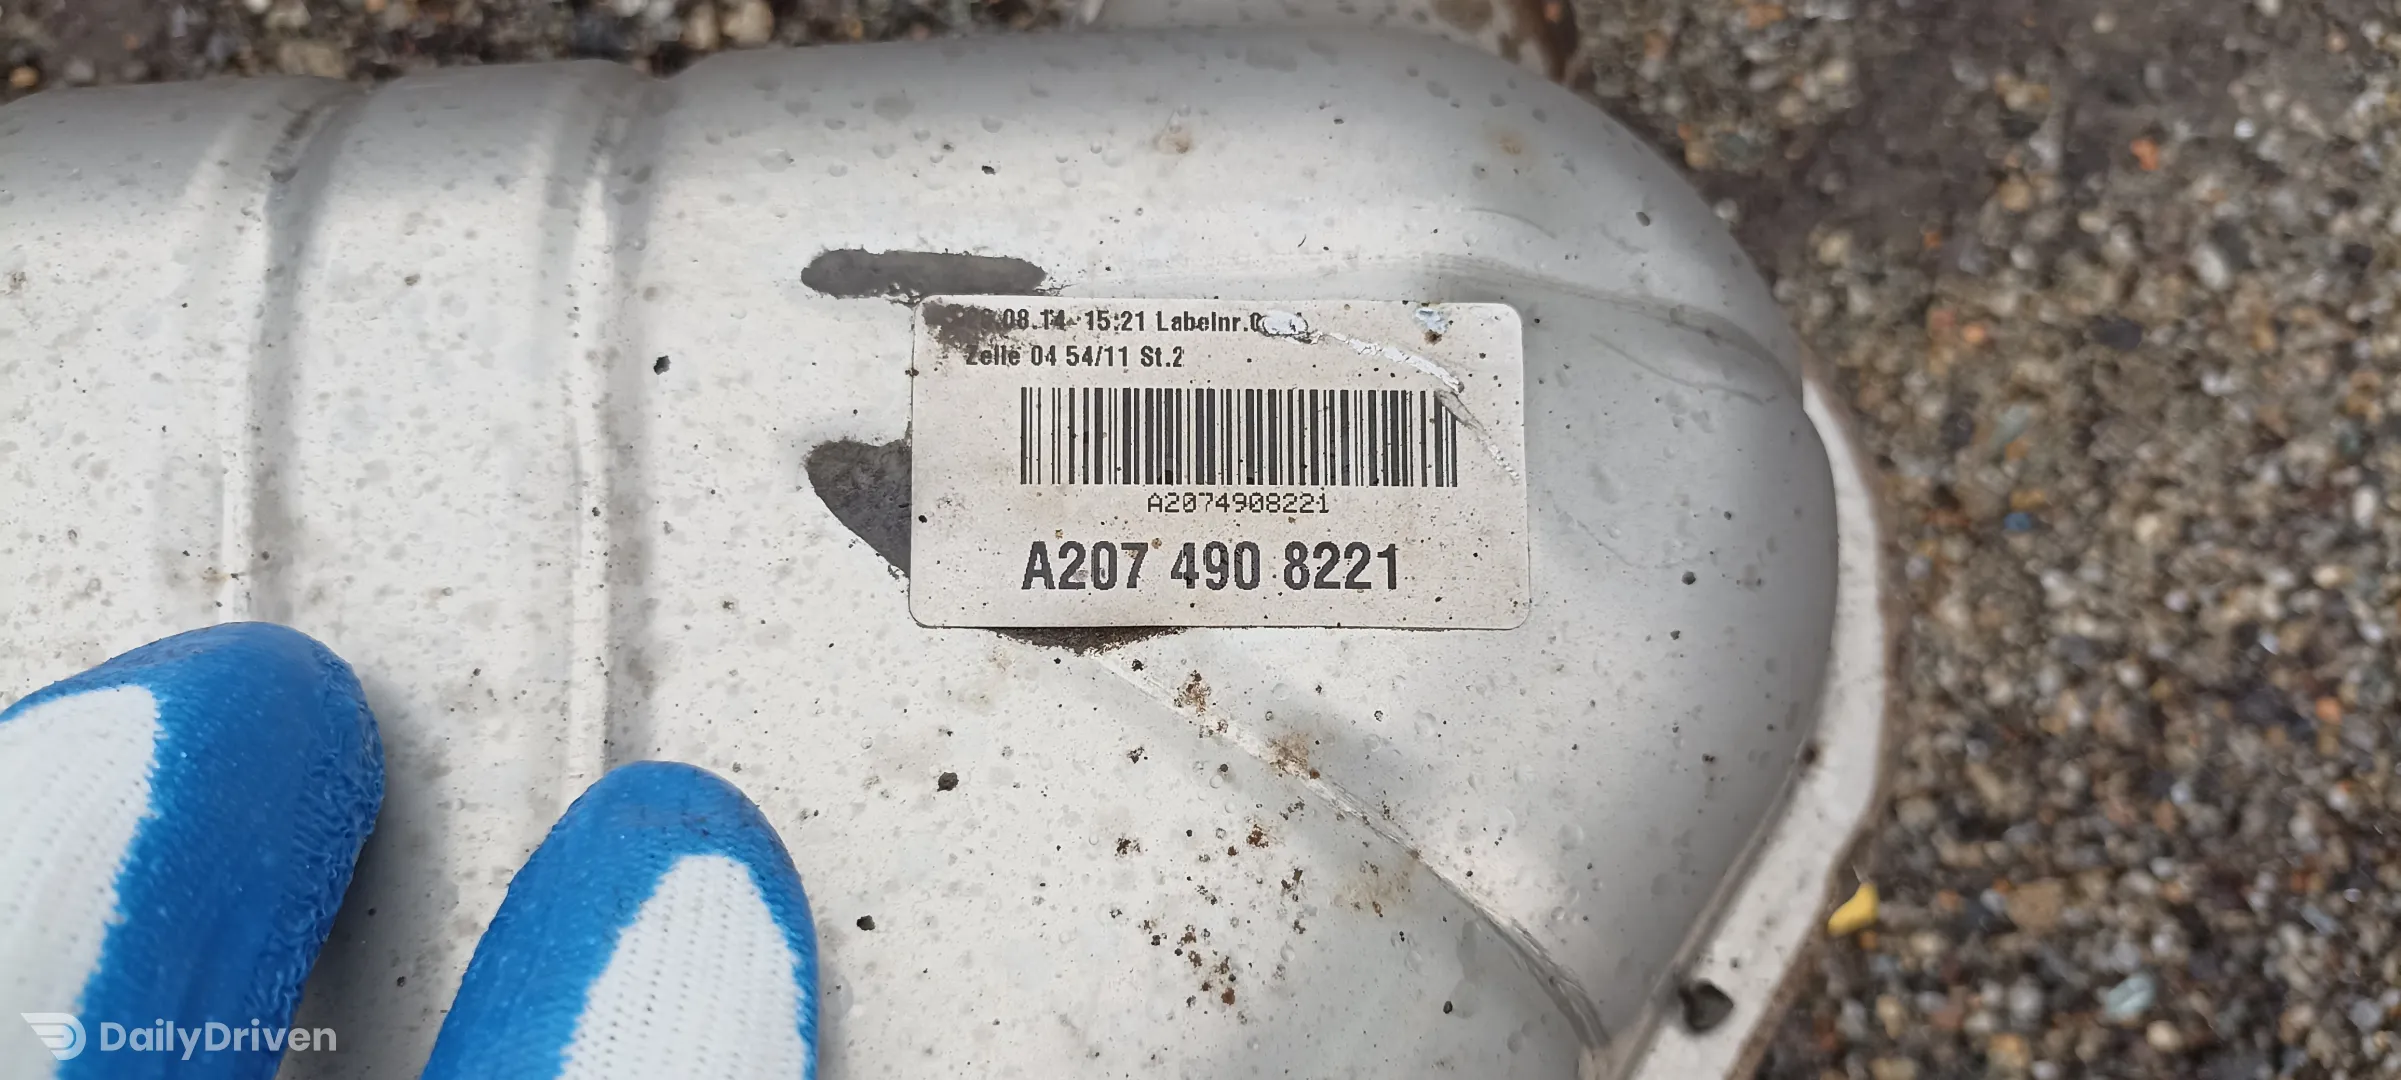 .08.14 15:21 Labelnr.
Zelle 04 54/11 St.2
A2074908221
A207 490 8221
DailyDriven